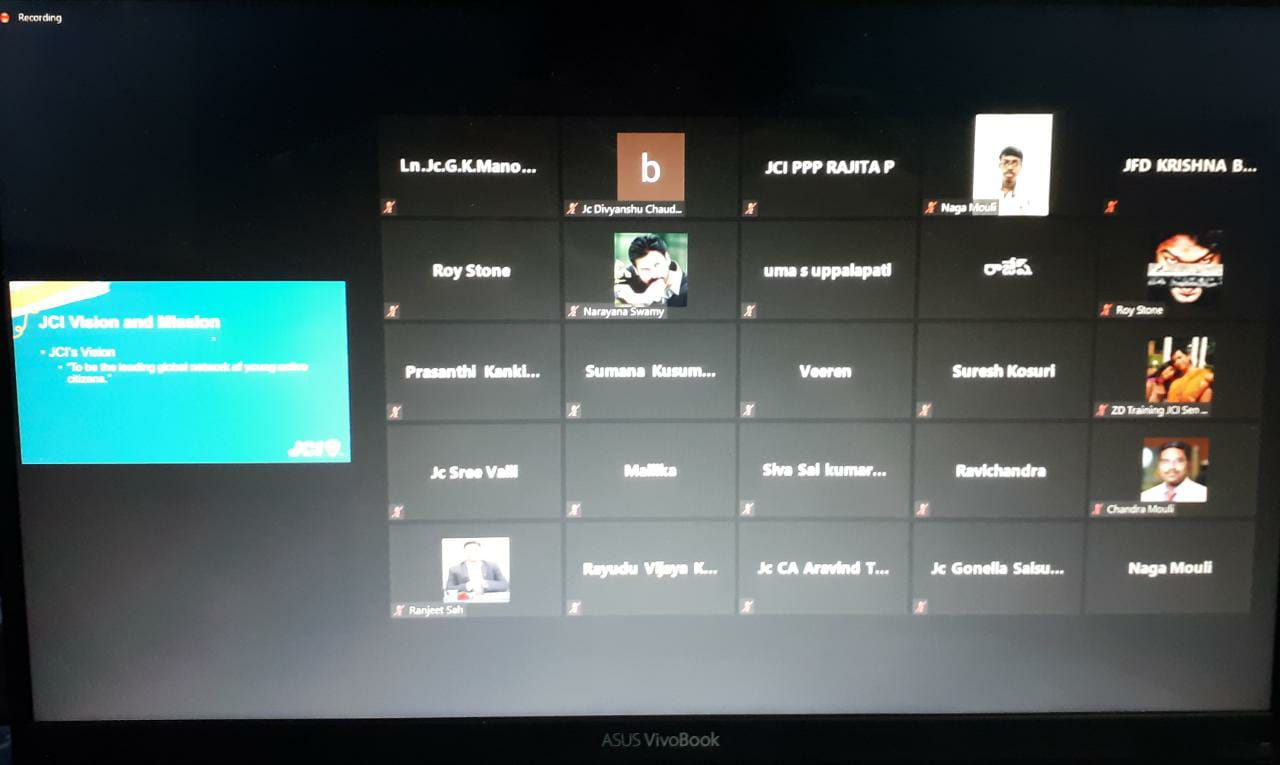 Recording
Ln.Jc.G.K.Mano...
b
Jc Divyanshu Chaud...
JCI PPP RAJITA P
Naga Mouli
JFD KRISHNA B...
Roy Stone
Narayana Swamy
uma s uppalapati
రాజేష్
Roy Stone
JCI Vision and Mission
JCI's Vision
"To be the leading global network of young active
citizens."
JCI
Prasanthi Kanki...
Sumana Kusum...
Veeren
Suresh Kosuri
ZD Training JCI Sen...
Jc Sree Valli
Mallika
Siva Sai kumar...
Ravichandra
Chandra Mouli
Ranjeet Sah
Rayudu Vijaya K...
Jc CA Aravind T...
Jc Gonella Saisu...
Naga Mouli
ASUS VivoBook